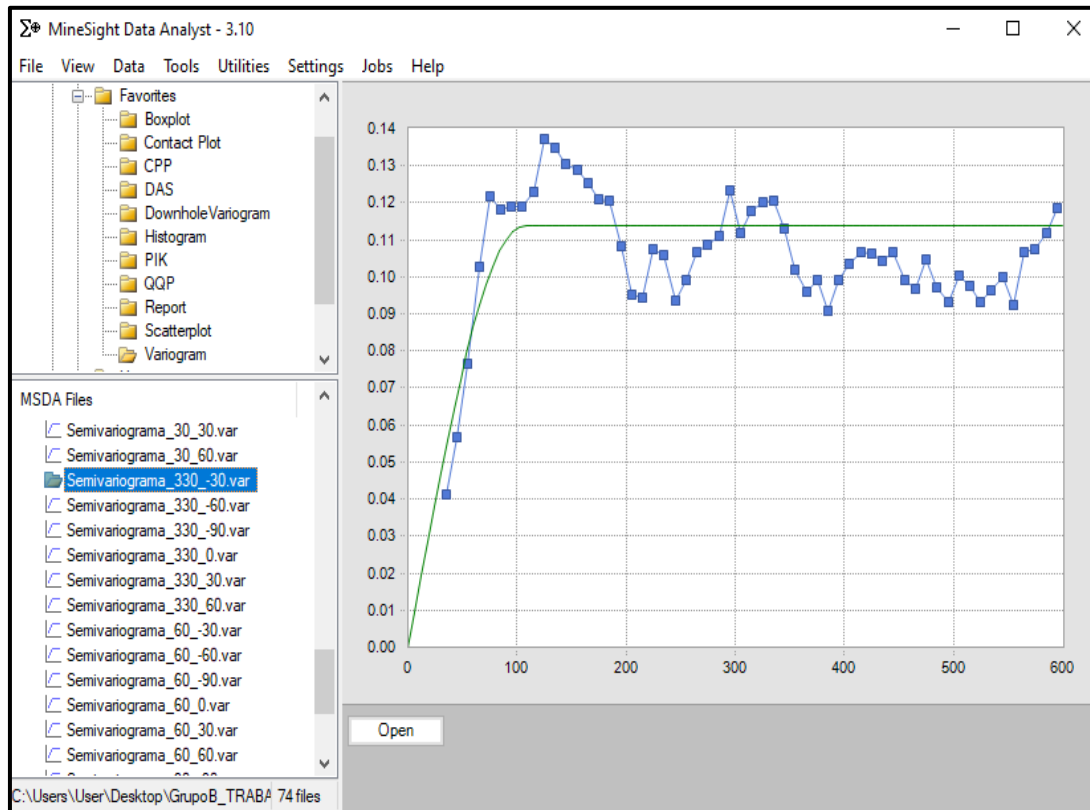 MineSight Data Analyst - 3.10
File View Data Tools Utilities Settings Jobs Help
Favorites
Boxplot
Contact Plot
CPP
DAS
DownholeVariogram
Histogram
PIK
QQP
Report
Scatterplot
Variogram
MSDA Files
Semivariograma_30_30.var
Semivariograma_30_60.var
Semivariograma_330_-30.var
Semivariograma_330_-60.var
Semivariograma_330_-90.var
Semivariograma_330_0.var
Semivariograma_330_30.var
Semivariograma_330_60.var
Semivariograma_60_-30.var
Semivariograma_60_-60.var
Semivariograma_60_-90.var
Semivariograma_60_0.var
Semivariograma_60_30.var
Semivariograma_60_60.var
C:\Users\User\Desktop\GrupoB_TRABA 74 files
0.14
0.13
0.12
0.11
0.10
0.09
0.08
0.07
0.06
0.05
0.04
0.03
0.02
0.01
0.00
0 100 200 300 400 500 600
Open